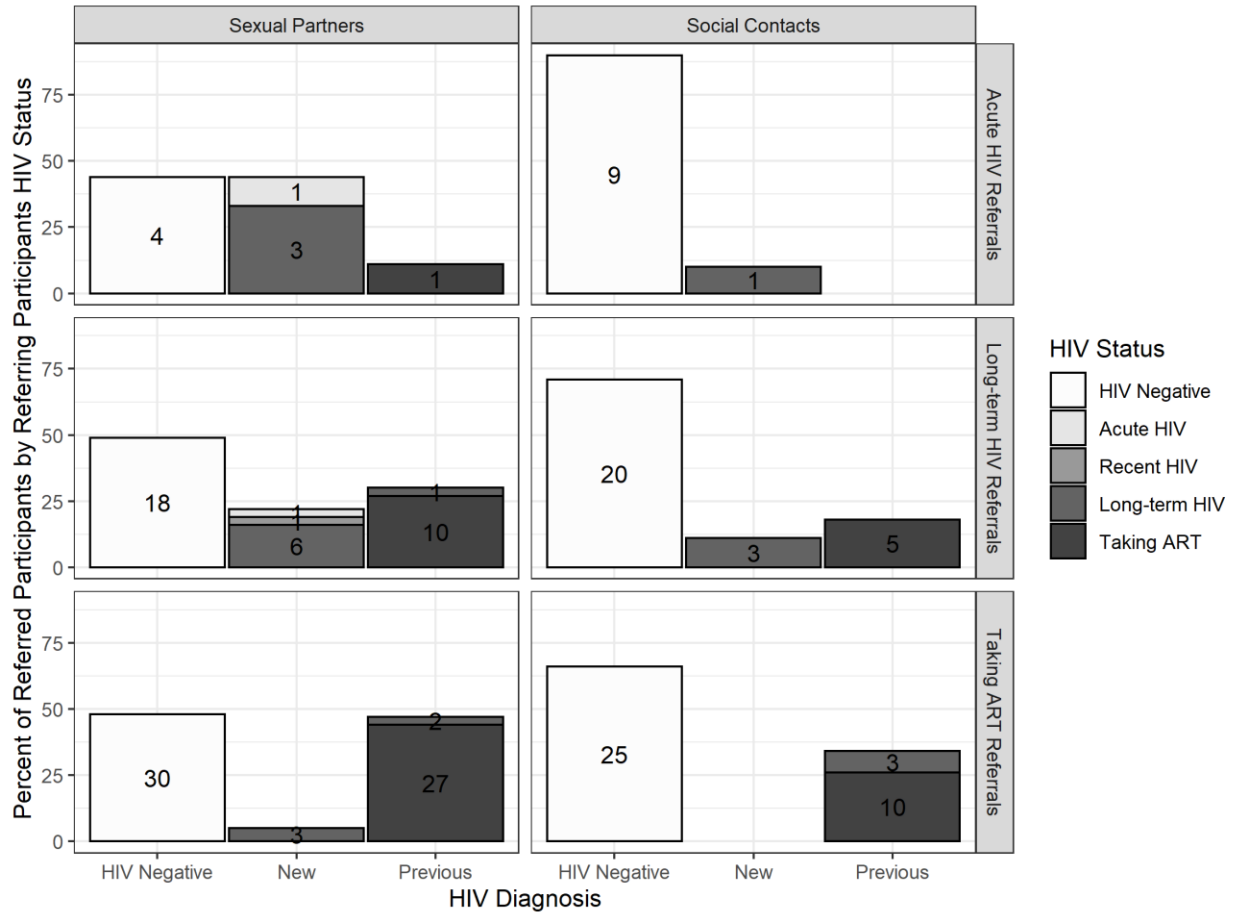 Sexual Partners
Social Contacts
Percent of Referred Participants by Referring Participants HIV Status
75
50
25
0
4
1
3
1
9
1
Acute HIV Referrals
75
50
25
0
18
1
1
6
1
10
20
3
5
Long-term HIV Referrals
75
50
25
0
30
3
2
27
25
3
10
Taking ART Referrals
HIV Negative
New
Previous
HIV Negative
New
Previous
HIV Diagnosis
HIV Status
HIV Negative
Acute HIV
Recent HIV
Long-term HIV
Taking ART